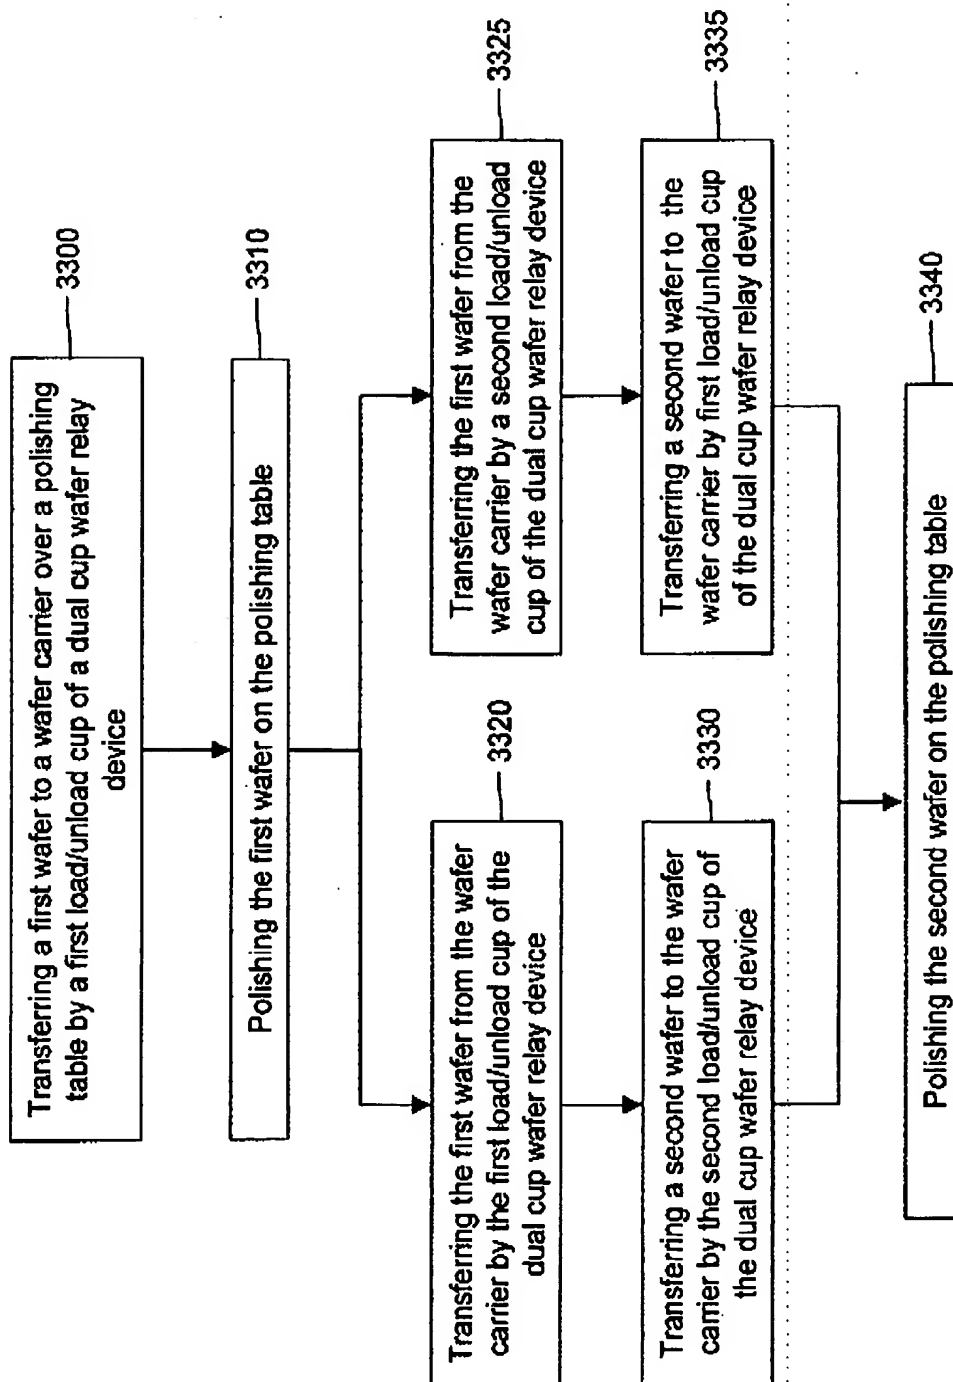 Transferring a first wafer to a wafer carrier over a polishing
table by a first load/unload cup of a dual cup wafer relay
device
3300
Polishing the first wafer on the polishing table
3310
Transferring the first wafer from the wafer
carrier by the first load/unload cup of the
dual cup wafer relay device
3320
Transferring the first wafer from the
wafer carrier by a second load/unload
cup of the dual cup wafer relay device
3325
Transferring a second wafer to the wafer
carrier by the second load/unload cup of
the dual cup wafer relay device
3330
Transferring a second wafer to the
wafer carrier by first load/unload cup
of the dual cup wafer relay device
3335
Polishing the second wafer on the polishing table
3340